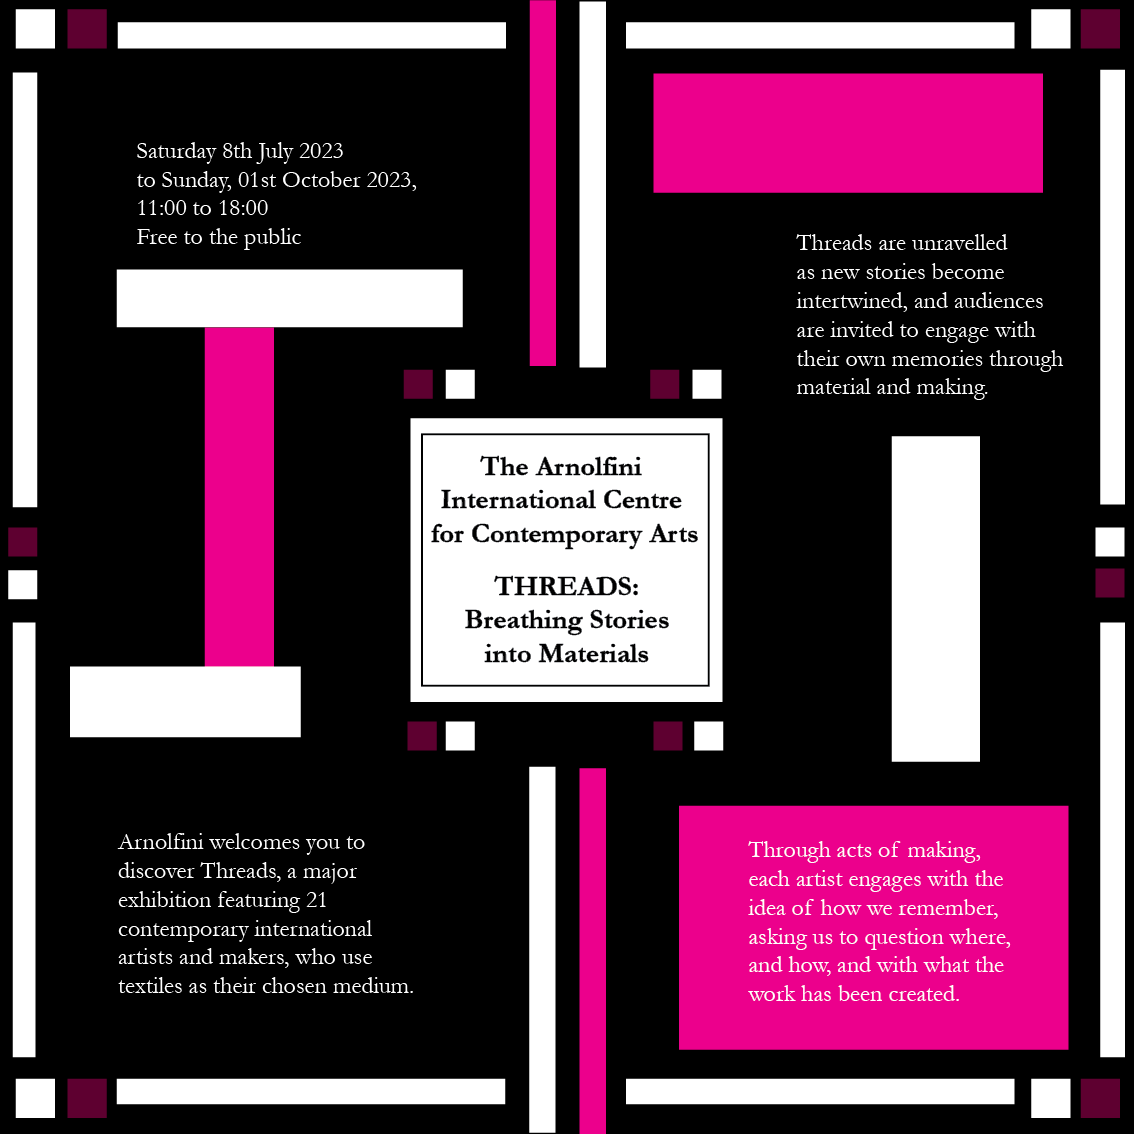 Saturday 8th July 2023
to Sunday, 01st October 2023,
11:00 to 18:00
Free to the public
Threads are unravelled
as new stories become
intertwined, and audiences
are invited to engage with
their own memories through
material and making.
The Arnolfini
International Centre
for Contemporary Arts
THREADS:
Breathing Stories
into Materials
Arnolfini welcomes you to
discover Threads, a major
exhibition featuring 21
contemporary international
artists and makers, who use
textiles as their chosen medium.
Through acts of making,
each artist engages with the
idea of how we remember,
asking us to question where,
and how, and with what the
work has been created.